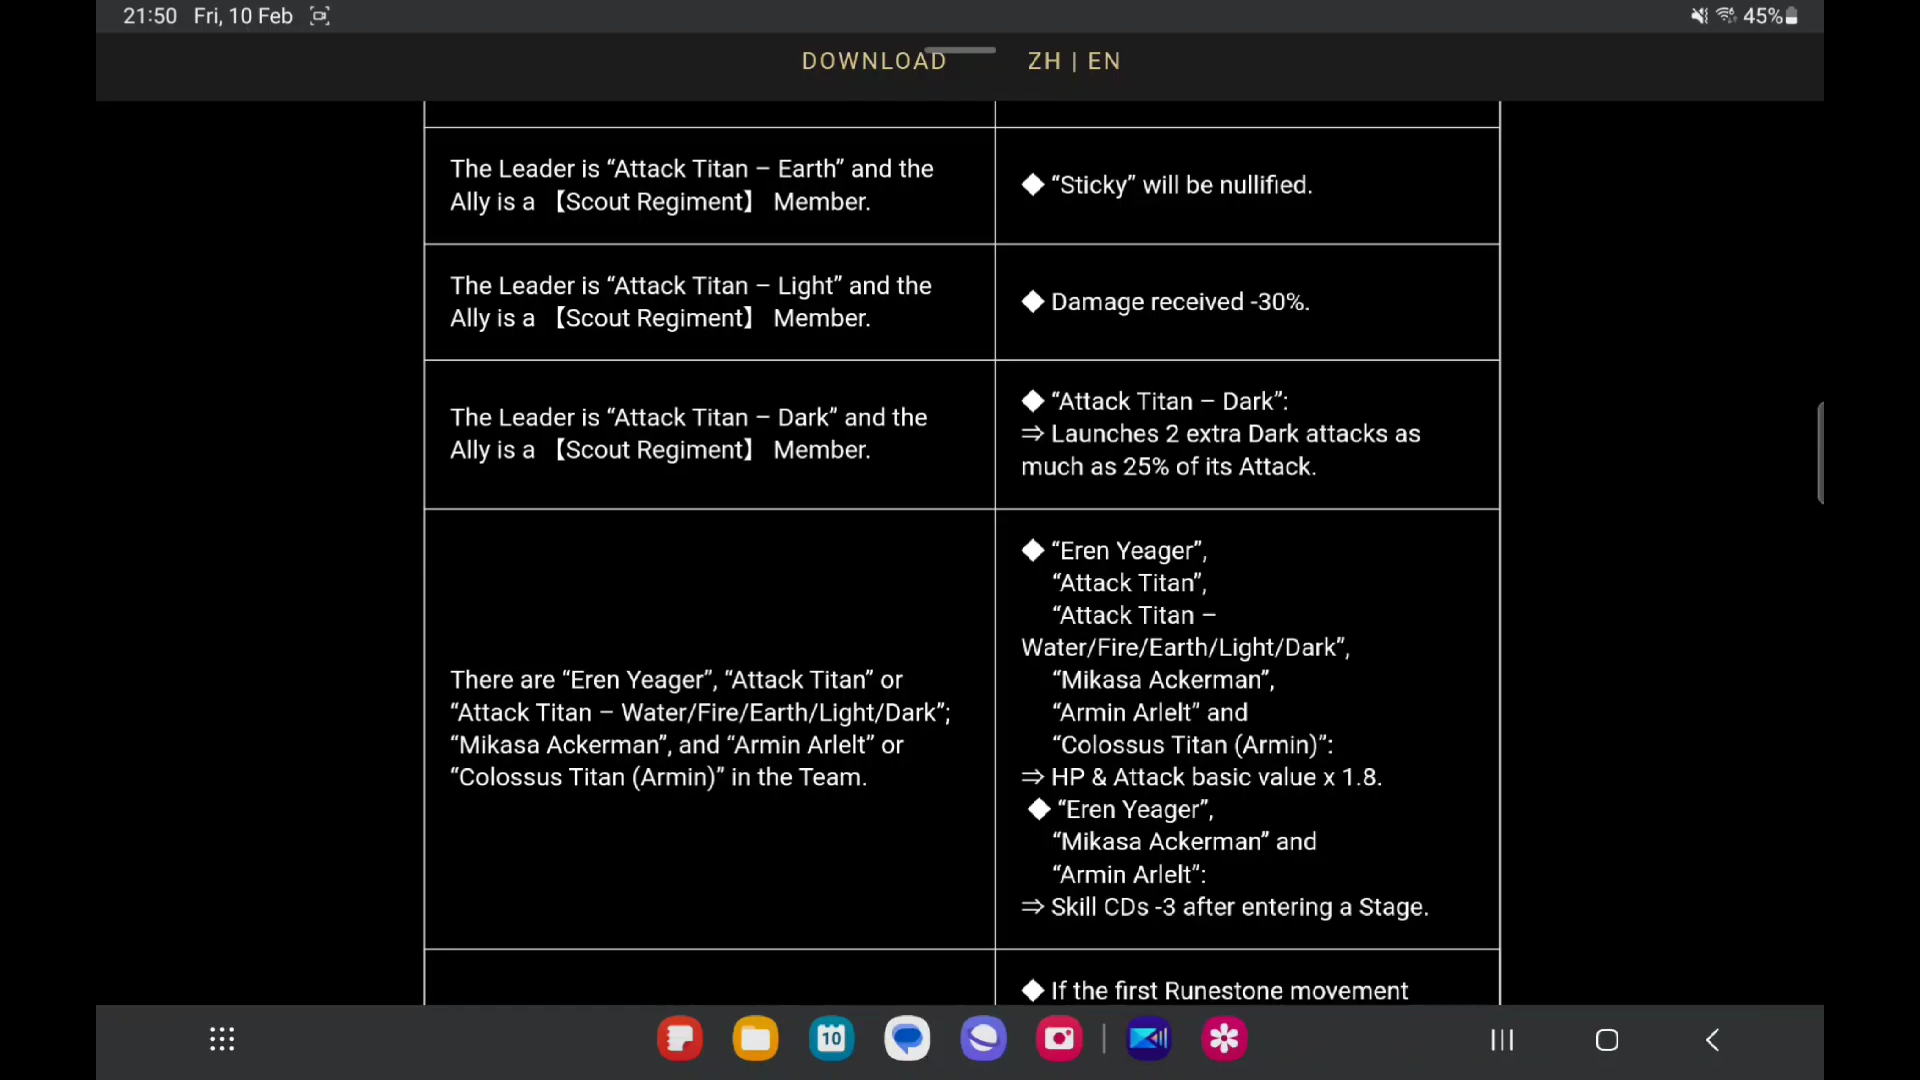 21:50 Fri, 10 Feb
45%
DOWNLOAD ZH | EN
The Leader is “Attack Titan – Earth” and the
Ally is a 【Scout Regiment】 Member.
◆ “Sticky” will be nullified.
The Leader is “Attack Titan – Light” and the
Ally is a 【Scout Regiment】 Member.
◆ Damage received -30%.
The Leader is “Attack Titan – Dark” and the
Ally is a 【Scout Regiment】 Member.
◆ “Attack Titan – Dark”:
⇒ Launches 2 extra Dark attacks as
much as 25% of its Attack.
There are “Eren Yeager”, “Attack Titan” or
“Attack Titan – Water/Fire/Earth/Light/Dark”;
“Mikasa Ackerman”, and “Armin Arlelt” or
“Colossus Titan (Armin)” in the Team.
◆ “Eren Yeager”,
“Attack Titan”,
“Attack Titan –
Water/Fire/Earth/Light/Dark”,
“Mikasa Ackerman”,
“Armin Arlelt” and
“Colossus Titan (Armin)”:
⇒ HP & Attack basic value x 1.8.
◆ “Eren Yeager”,
“Mikasa Ackerman” and
“Armin Arlelt”:
⇒ Skill CDs -3 after entering a Stage.
◆ If the first Runestone movement
10